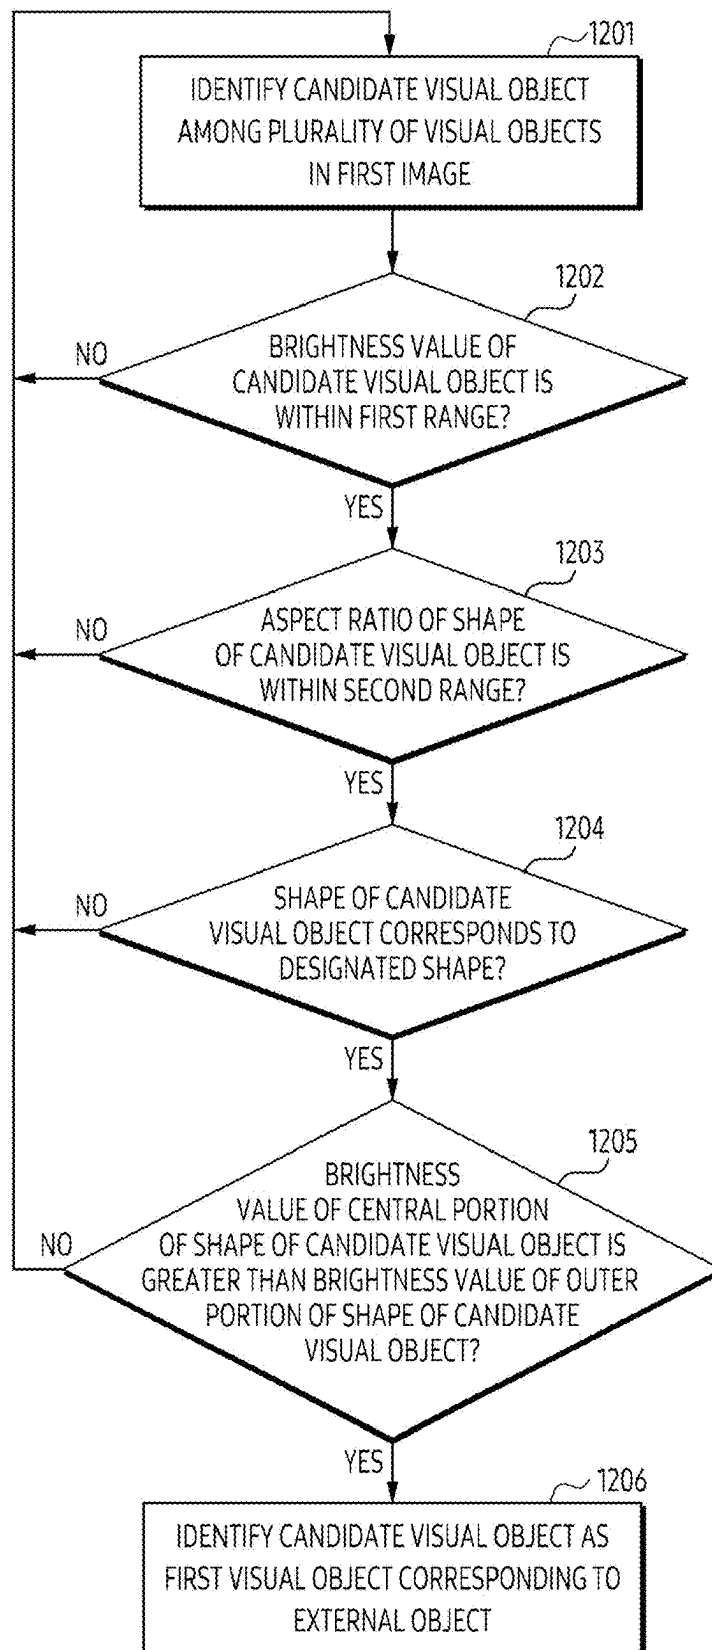 1201
IDENTIFY CANDIDATE VISUAL OBJECT
AMONG PLURALITY OF VISUAL OBJECTS
IN FIRST IMAGE
1202
NO
BRIGHTNESS VALUE OF
CANDIDATE VISUAL OBJECT IS
WITHIN FIRST RANGE?
YES
1203
NO
ASPECT RATIO OF SHAPE
OF CANDIDATE VISUAL OBJECT IS
WITHIN SECOND RANGE?
YES
1204
NO
SHAPE OF CANDIDATE
VISUAL OBJECT CORRESPONDS TO
DESIGNATED SHAPE?
YES
1205
BRIGHTNESS
VALUE OF CENTRAL PORTION
NO
OF SHAPE OF CANDIDATE VISUAL OBJECT IS
GREATER THAN BRIGHTNESS VALUE OF OUTER
PORTION OF SHAPE OF CANDIDATE
VISUAL OBJECT?
YES
1206
IDENTIFY CANDIDATE VISUAL OBJECT AS
FIRST VISUAL OBJECT CORRESPONDING TO
EXTERNAL OBJECT